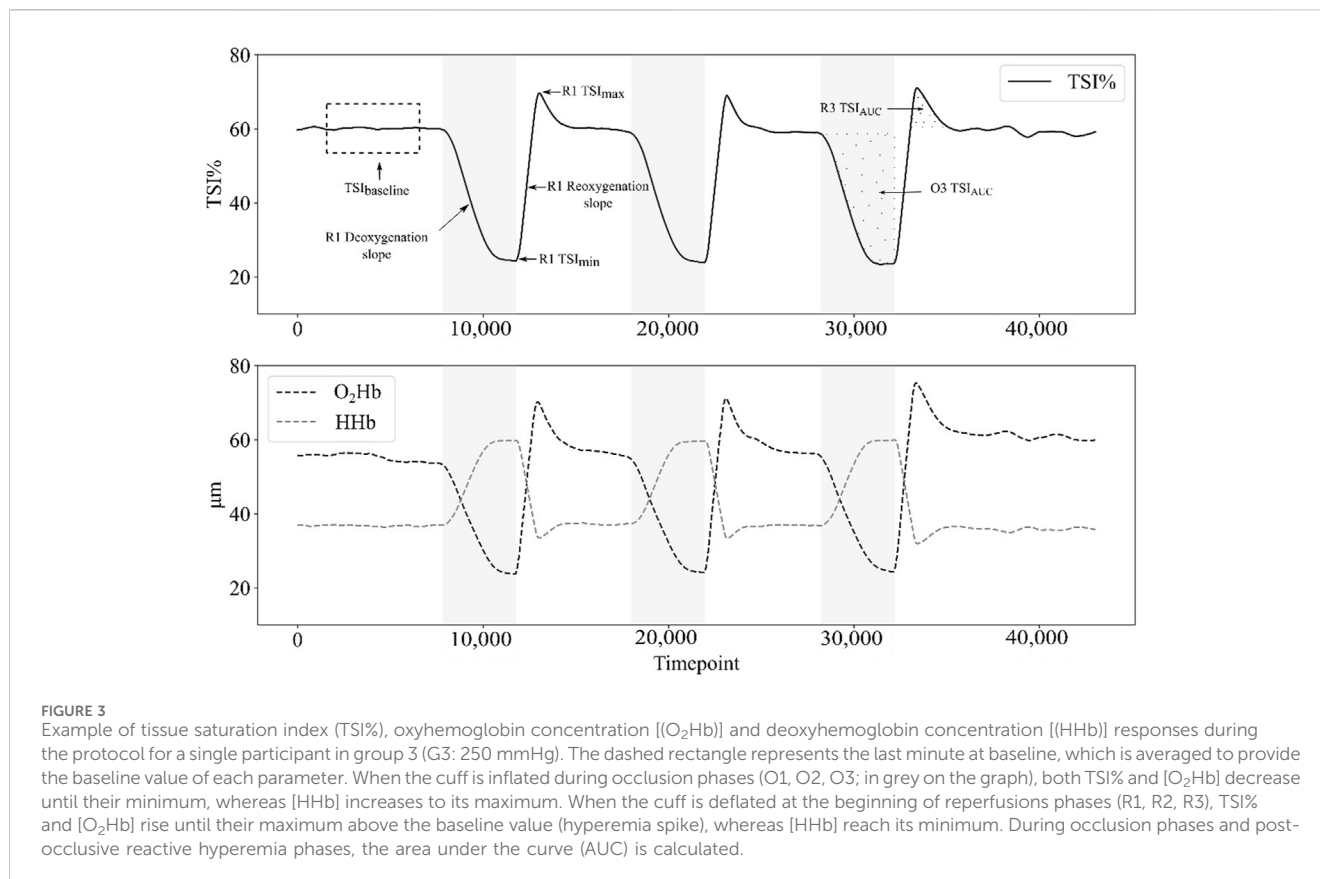 80
TSI%
R1 TSImax
R3 TSIAUC
60
TSIbaseline
R1 Reoxygenation
slope
O3 TSIAUC
TSI%
40
R1 Deoxygenation
slope
R1 TSImin
20
0
10,000
20,000
30,000
40,000
80
O₂Hb
HHb
60
μm
40
20
0
10,000
20,000
30,000
40,000
Timepoint
FIGURE 3
Example of tissue saturation index (TSI%), oxyhemoglobin concentration [(O₂Hb)] and deoxyhemoglobin concentration [(HHb)] responses during
the protocol for a single participant in group 3 (G3: 250 mmHg). The dashed rectangle represents the last minute at baseline, which is averaged to provide
the baseline value of each parameter. When the cuff is inflated during occlusion phases (O1, O2, O3; in grey on the graph), both TSI% and [O₂Hb] decrease
until their minimum, whereas [HHb] increases to its maximum. When the cuff is deflated at the beginning of reperfusions phases (R1, R2, R3), TSI%
and [O₂Hb] rise until their maximum above the baseline value (hyperemia spike), whereas [HHb] reach its minimum. During occlusion phases and post-
occlusive reactive hyperemia phases, the area under the curve (AUC) is calculated.